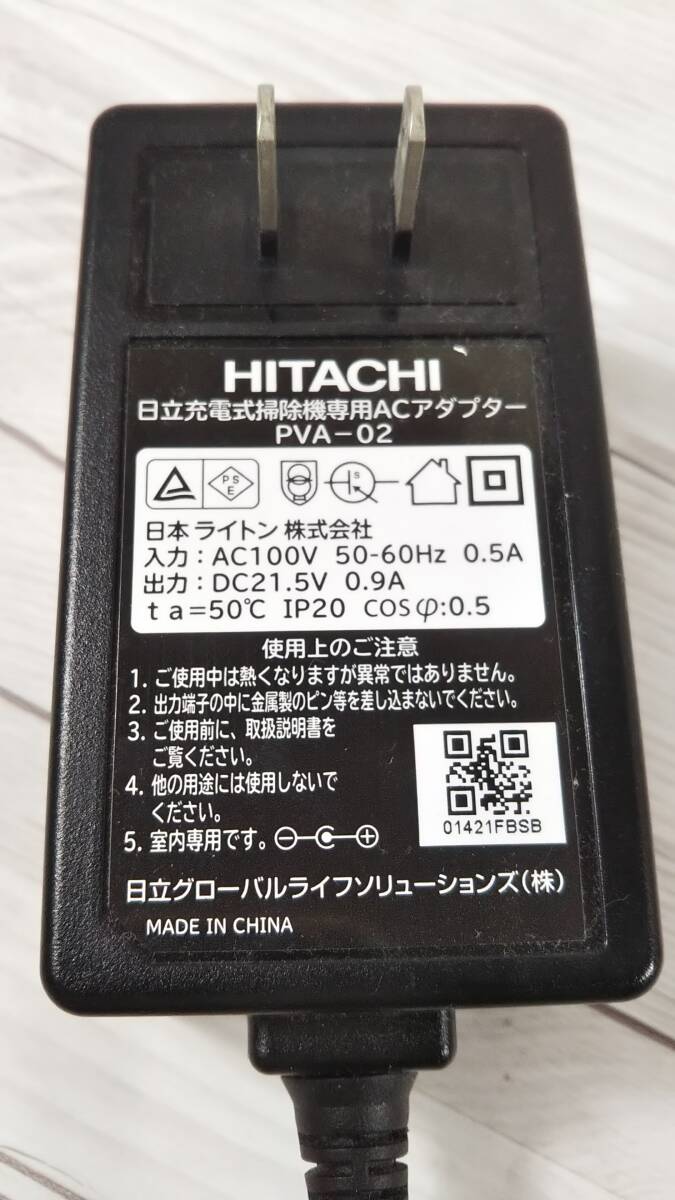 HITACHI
日立充電式掃除機専用ACアダプター
PVA-02
PS
E
S
日本 ライトン 株式会社
入力：AC100V 50-60Hz 0.5A
出力：DC21.5V 0.9A
ta=50℃ IP20 COSφ:0.5
使用上のご注意
1. ご使用中は熱くなりますが異常ではありません。
2. 出力端子の中に金属製のピン等を差し込まないでください。
3. ご使用前に、取扱説明書を
ご覧ください。
4. 他の用途には使用しないで
ください。
5. 室内専用です。
01421FBSB
日立グローバルライフソリューションズ(株)
MADE IN CHINA